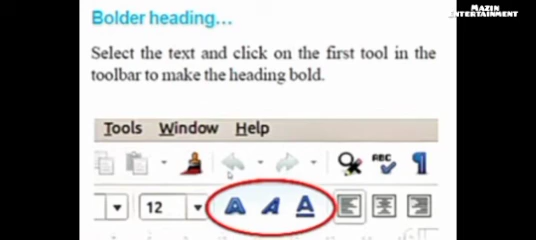 Bolder heading...
MAZIN
ENTERTAINMENT
Select the text and click on the first tool in the
toolbar to make the heading bold.
Tools Window Help
ABC
12 A A A